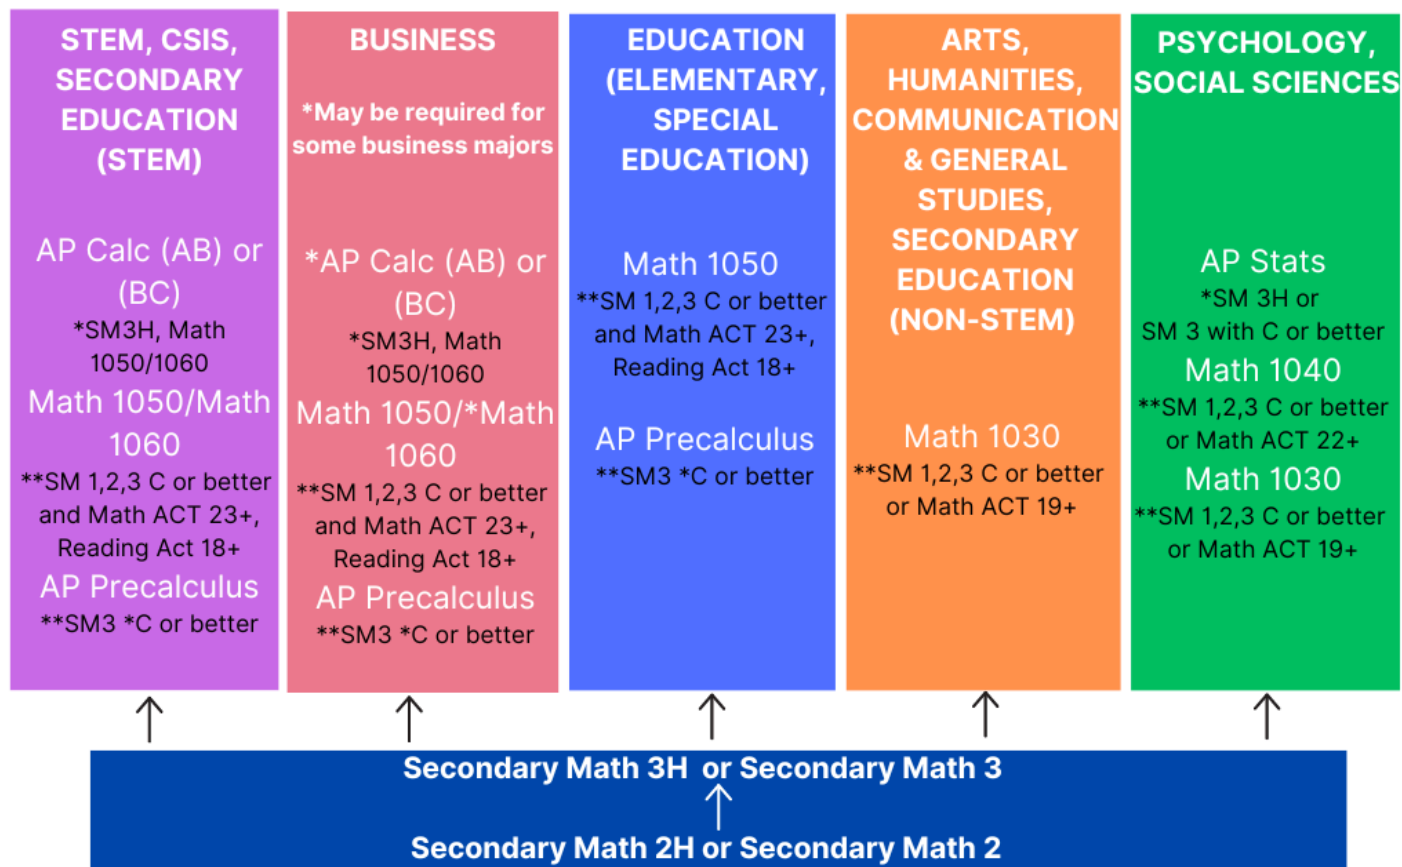 STEM, CSIS,
SECONDARY
EDUCATION
(STEM)
AP Calc (AB) or
(BC)
*SM3H, Math
1050/1060
Math 1050/Math
1060
**SM 1,2,3 C or better
and Math ACT 23+,
Reading Act 18+
AP Precalculus
**SM3 *C or better
BUSINESS
*May be required for
some business majors
*AP Calc (AB) or
(BC)
*SM3H, Math
1050/1060
Math 1050/*Math
1060
**SM 1,2,3 C or better
and Math ACT 23+,
Reading Act 18+
AP Precalculus
**SM3 *C or better
EDUCATION
(ELEMENTARY,
SPECIAL
EDUCATION)
Math 1050
**SM 1,2,3 C or better
and Math ACT 23+,
Reading Act 18+
AP Precalculus
**SM3 *C or better
ARTS,
HUMANITIES,
COMMUNICATION
& GENERAL
STUDIES,
SECONDARY
EDUCATION
(NON-STEM)
Math 1030
**SM 1,2,3 C or better
or Math ACT 19+
PSYCHOLOGY,
SOCIAL SCIENCES
AP Stats
*SM 3H or
SM 3 with C or better
Math 1040
**SM 1,2,3 C or better
or Math ACT 22+
Math 1030
**SM 1,2,3 C or better
or Math ACT 19+
Secondary Math 3H or Secondary Math 3
Secondary Math 2H or Secondary Math 2